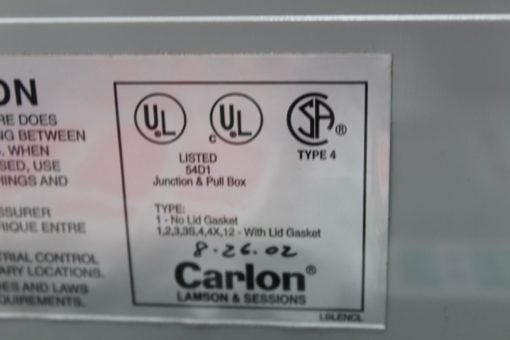 ON
RE DOES
NG BETWEEN
. WHEN
SED, USE
HINGS AND
SSURER
RIQUE ENTRE
TRIAL CONTROL
ARY LOCATIONS.
DES AND LAWS
QUIREMENTS.
UL
c UL
SA ®
LISTED
54D1
Junction & Pull Box
TYPE 4
TYPE:
1 - No Lid Gasket
1,2,3,3S,4,4X,12 - With Lid Gasket
8-26-02
Carlon®
LAMSON & SESSIONS
LBLENCL